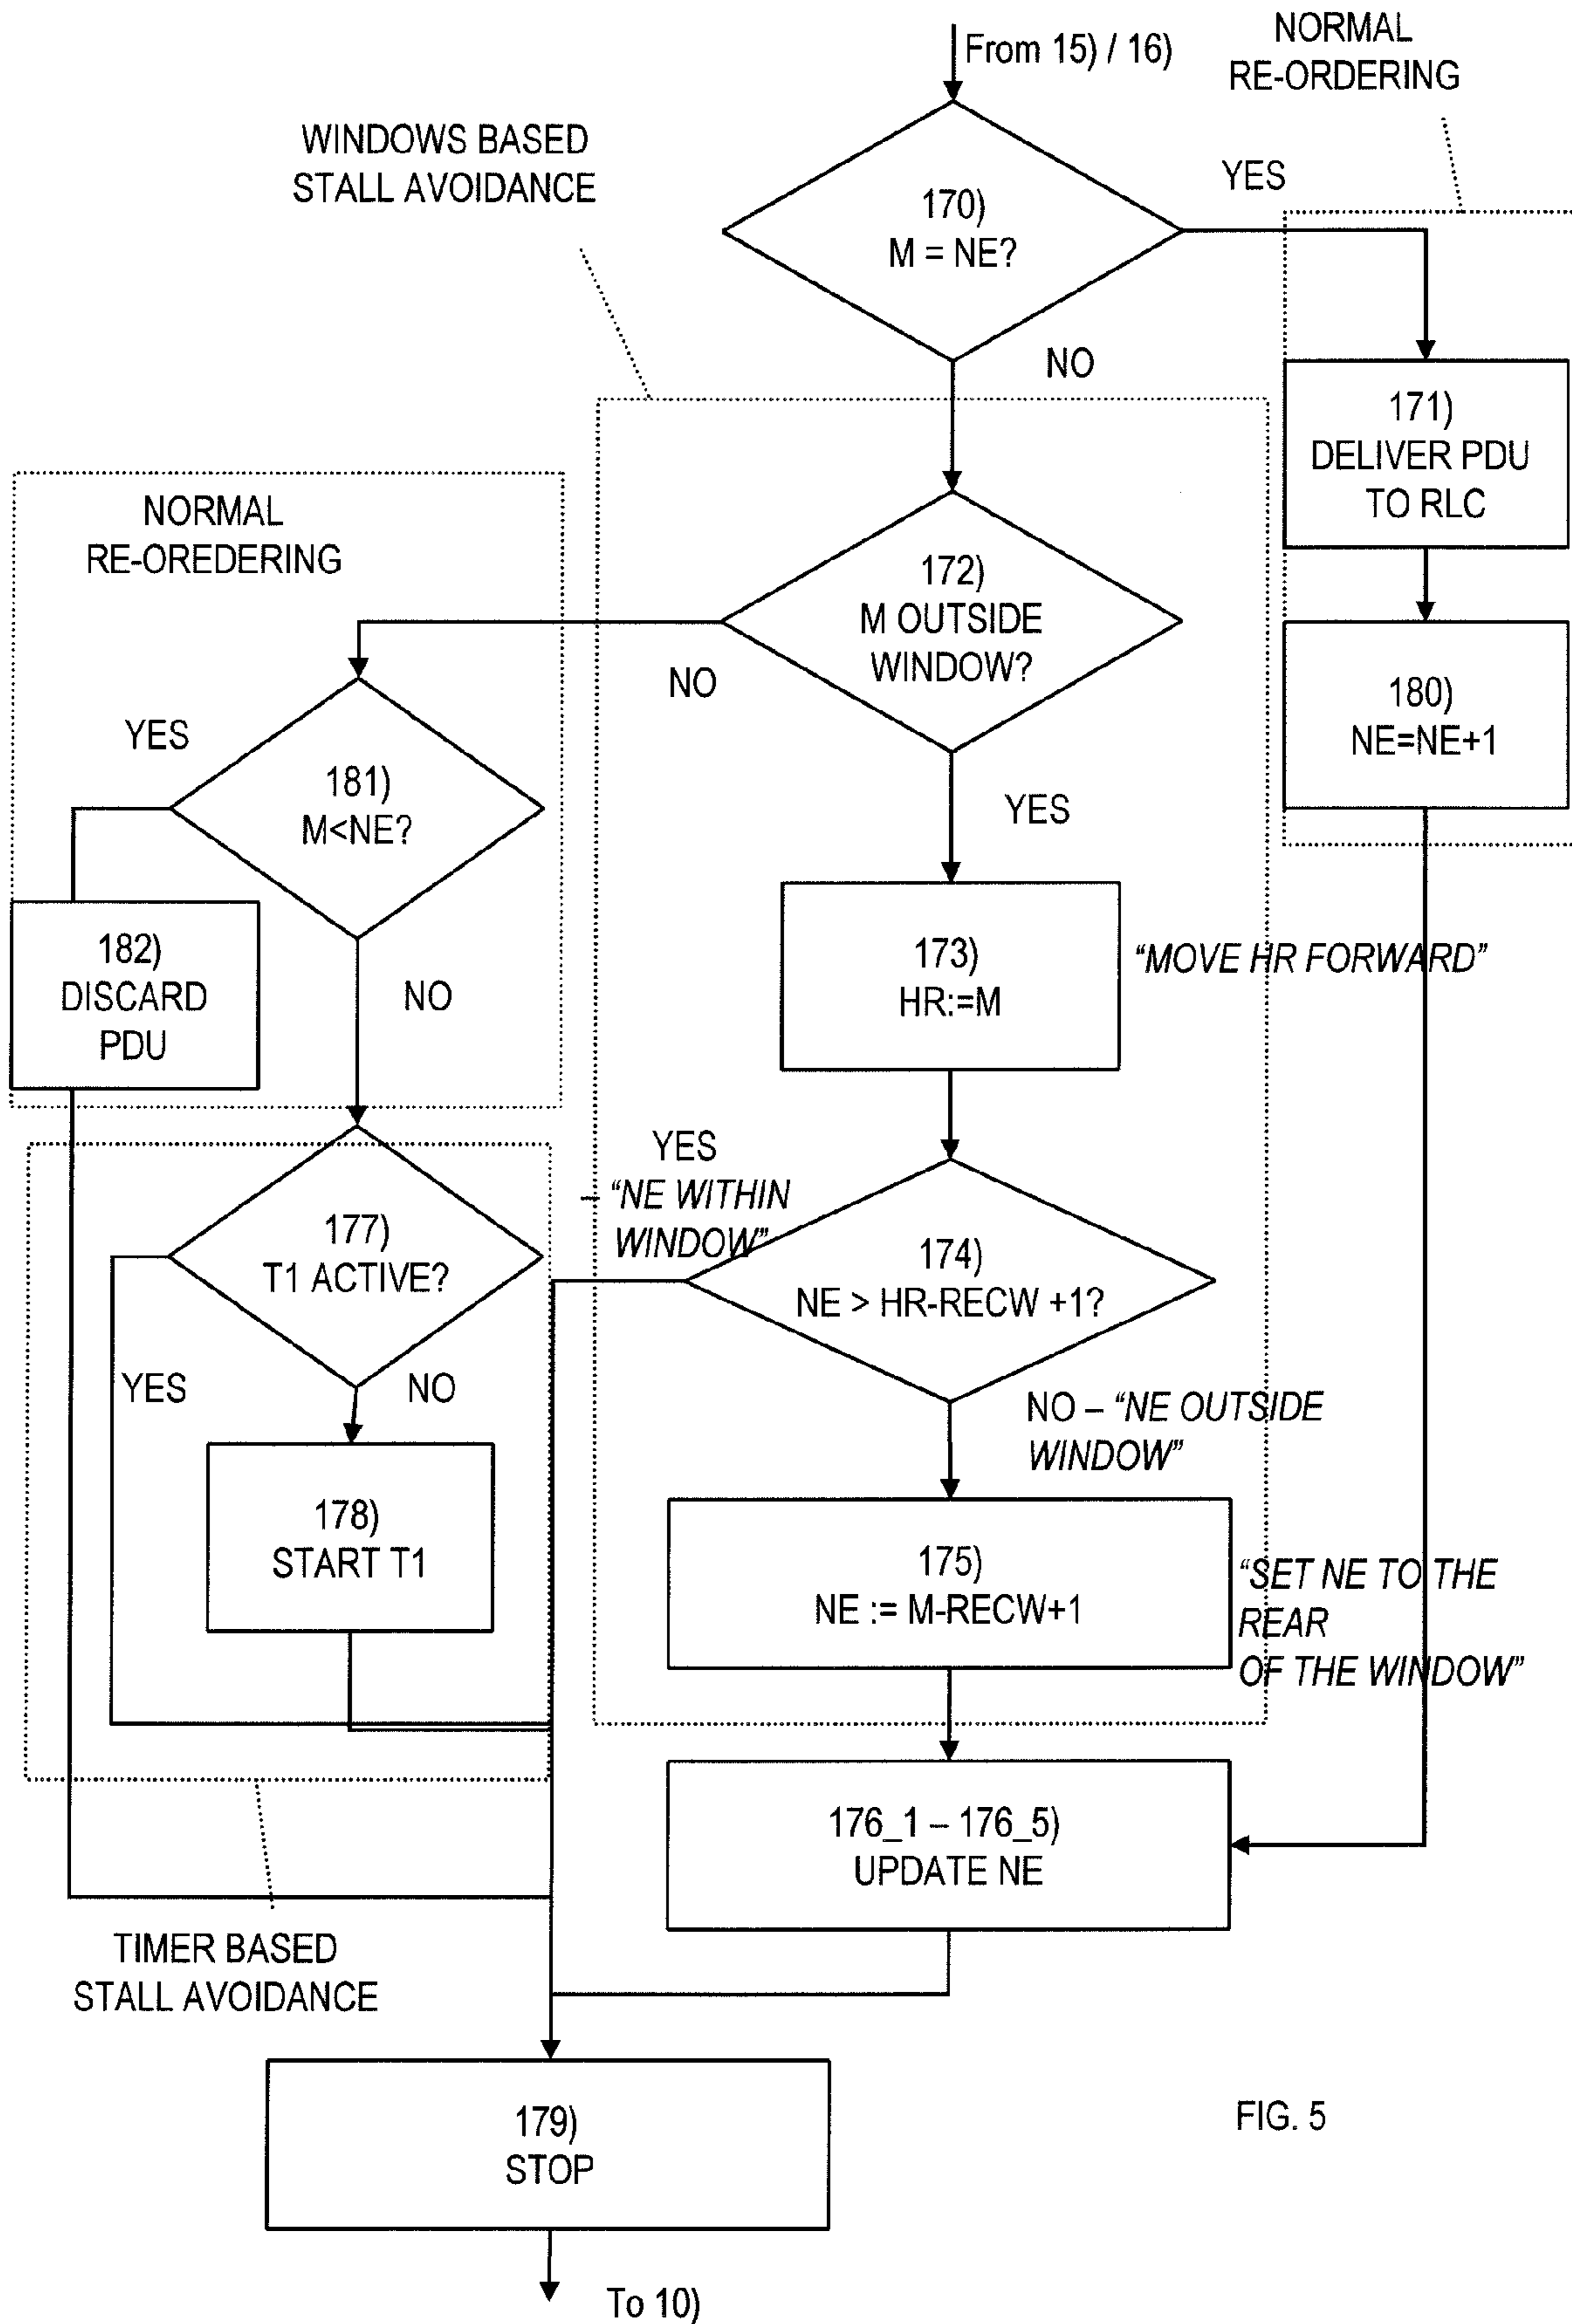 From 15) / 16)
NORMAL
RE-ORDERING
WINDOWS BASED
STALL AVOIDANCE
170)
M = NE?
YES
NO
171)
DELIVER PDU
TO RLC
NORMAL
RE-OREDERING
172)
M OUTSIDE
WINDOW?
NO
YES
180)
NE=NE+1
YES
181)
M<NE?
182)
DISCARD
PDU
NO
173)
HR:=M
“MOVE HR FORWARD”
YES
– “NE WITHIN
WINDOW”
177)
T1 ACTIVE?
174)
NE > HR-RECW +1?
YES
NO
NO – “NE OUTSIDE
WINDOW”
178)
START T1
175)
NE := M-RECW+1
“SET NE TO THE
REAR
OF THE WINDOW”
176_1 – 176_5)
UPDATE NE
TIMER BASED
STALL AVOIDANCE
179)
STOP
FIG. 5
To 10)